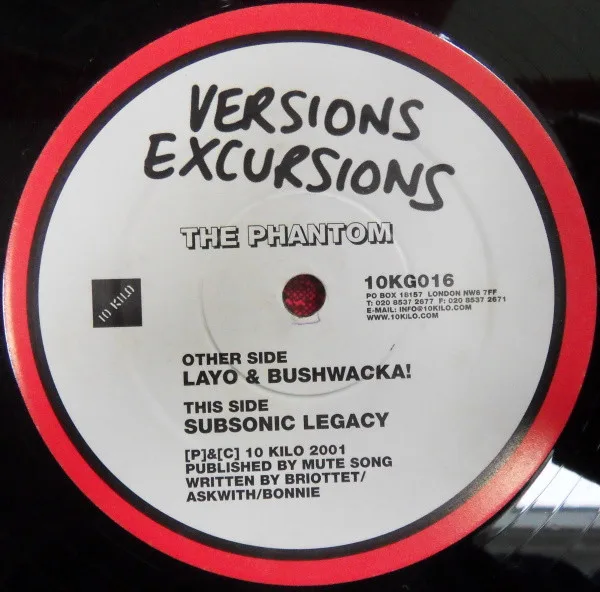 VERSIONS
EXCURSIONS
THE PHANTOM
10 KILO
10KG016
PO BOX 18157 LONDON NW6 7FF
T: 020 8537 2677 F: 020 8537 2671
E-MAIL: INFO@10KILO.COM
WWW.10KILO.COM
OTHER SIDE
LAYO & BUSHWACKA!
THIS SIDE
SUBSONIC LEGACY
[P]&[C] 10 KILO 2001
PUBLISHED BY MUTE SONG
WRITTEN BY BRIOTTET/
ASKWITH/BONNIE